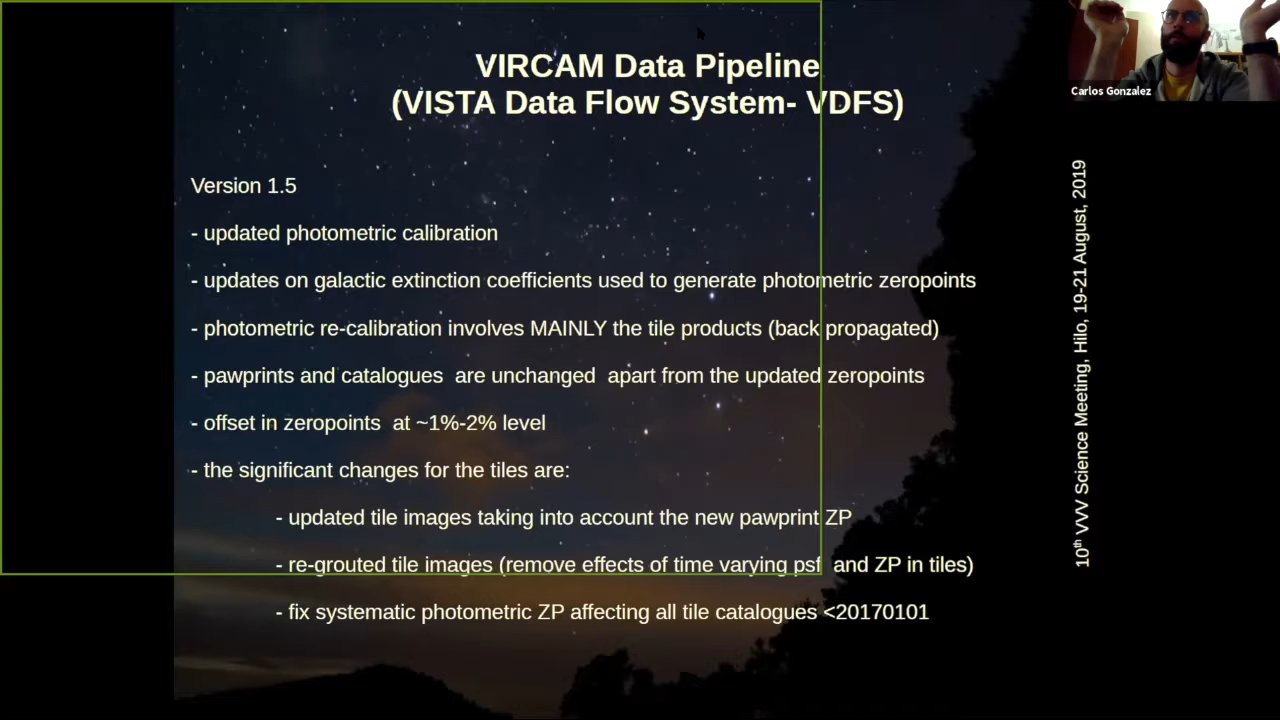 VIRCAM Data Pipeline
(VISTA Data Flow System- VDFS)
Carlos Gonzalez
Version 1.5
- updated photometric calibration
- updates on galactic extinction coefficients used to generate photometric zeropoints
- photometric re-calibration involves MAINLY the tile products (back propagated)
- pawprints and catalogues are unchanged apart from the updated zeropoints
- offset in zeropoints at ~1%-2% level
- the significant changes for the tiles are:
- updated tile images taking into account the new pawprint ZP
- re-grouted tile images (remove effects of time varying psf and ZP in tiles)
- fix systematic photometric ZP affecting all tile catalogues <20170101
10th VVV Science Meeting, Hilo, 19-21 August, 2019